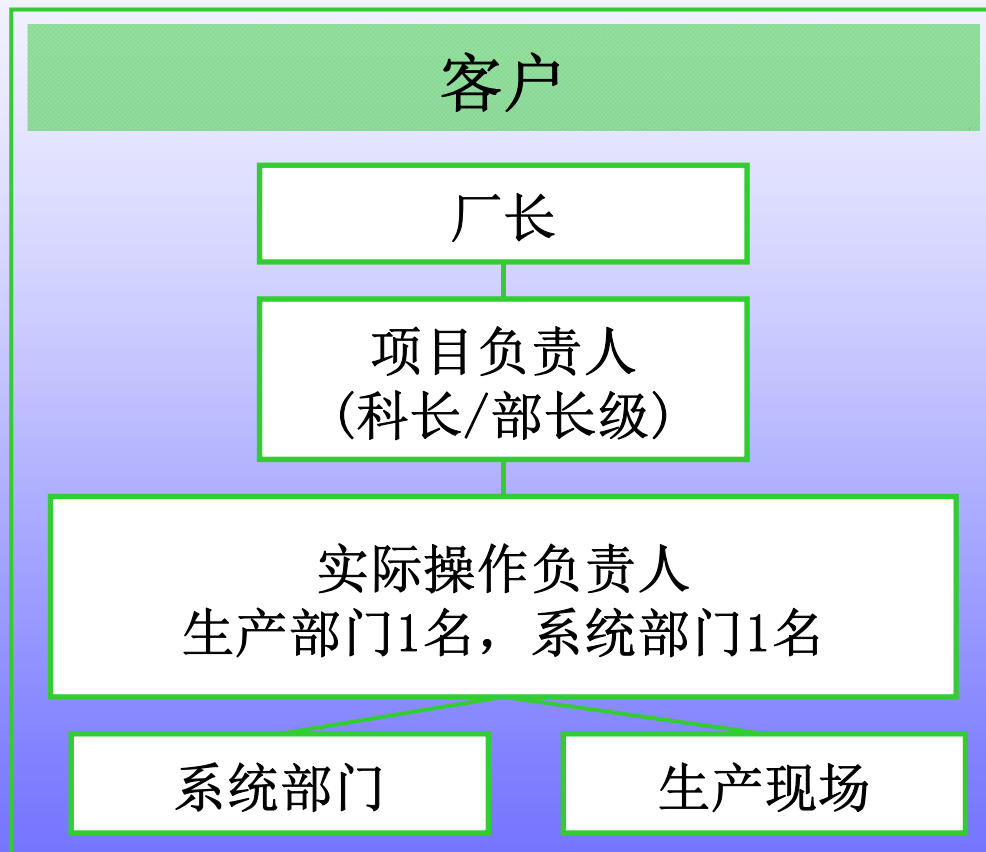 客户
厂长
项目负责人
(科长/部长级)
实际操作负责人
生产部门1名，系统部门1名
系统部门
生产现场